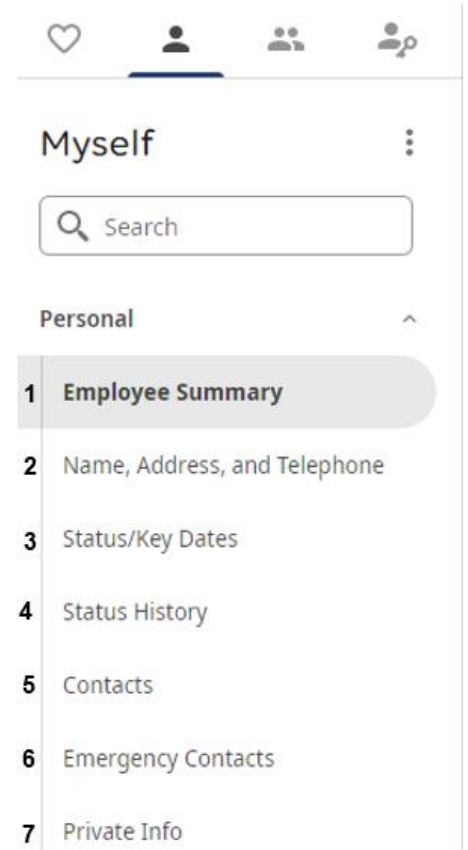 Myself
Search
Personal
1 Employee Summary
2 Name, Address, and Telephone
3 Status/Key Dates
4 Status History
5 Contacts
6 Emergency Contacts
7 Private Info